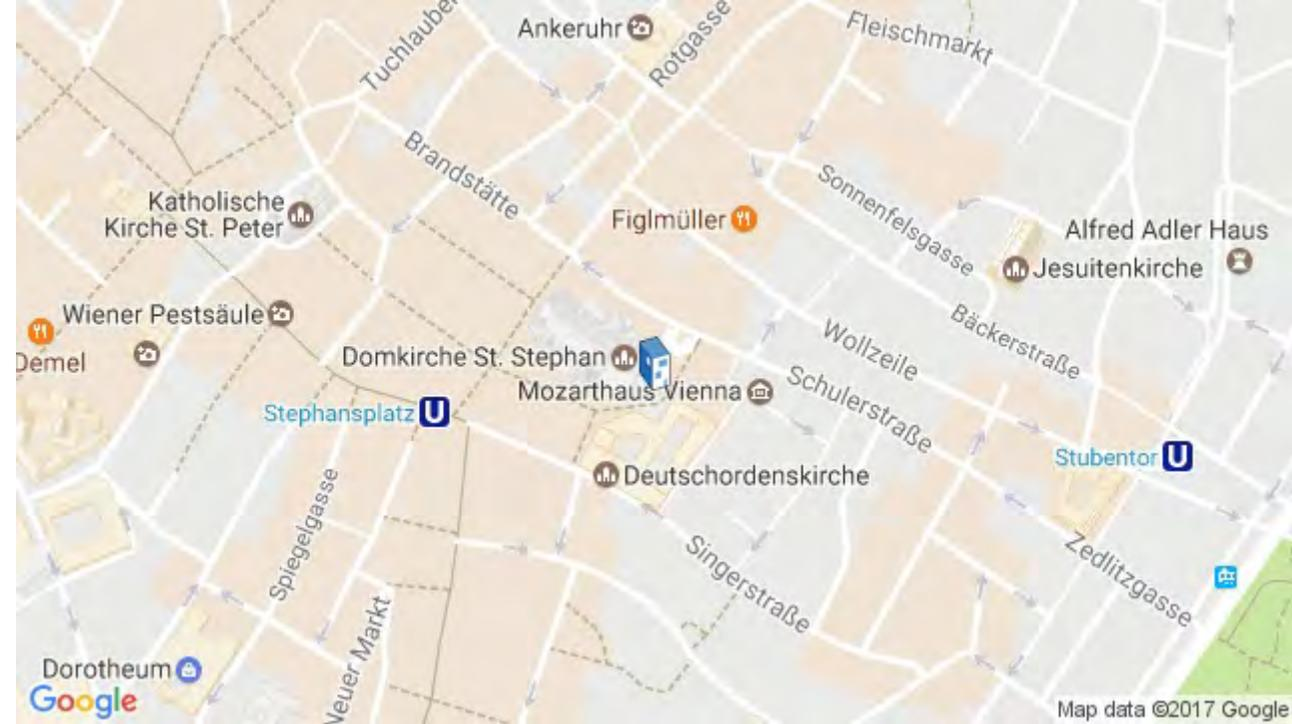 Ankeruhr
Tuchlauben
Rotgasse
Fleischmarkt
Brandstätte
Katholische
Kirche St. Peter
Figlmüller
Sonnenfelsgasse
Alfred Adler Haus
Jesuitenkirche
Wiener Pestsäule
Demel
Bäckerstraße
Wollzeile
Domkirche St. Stephan
Mozarthaus Vienna
Schulerstraße
Stephansplatz U
Stubentor U
Deutschordenskirche
Spiegelgasse
Singerstraße
Zedlitzgasse
Neuer Markt
Dorotheum
Google
Map data ©2017 Google